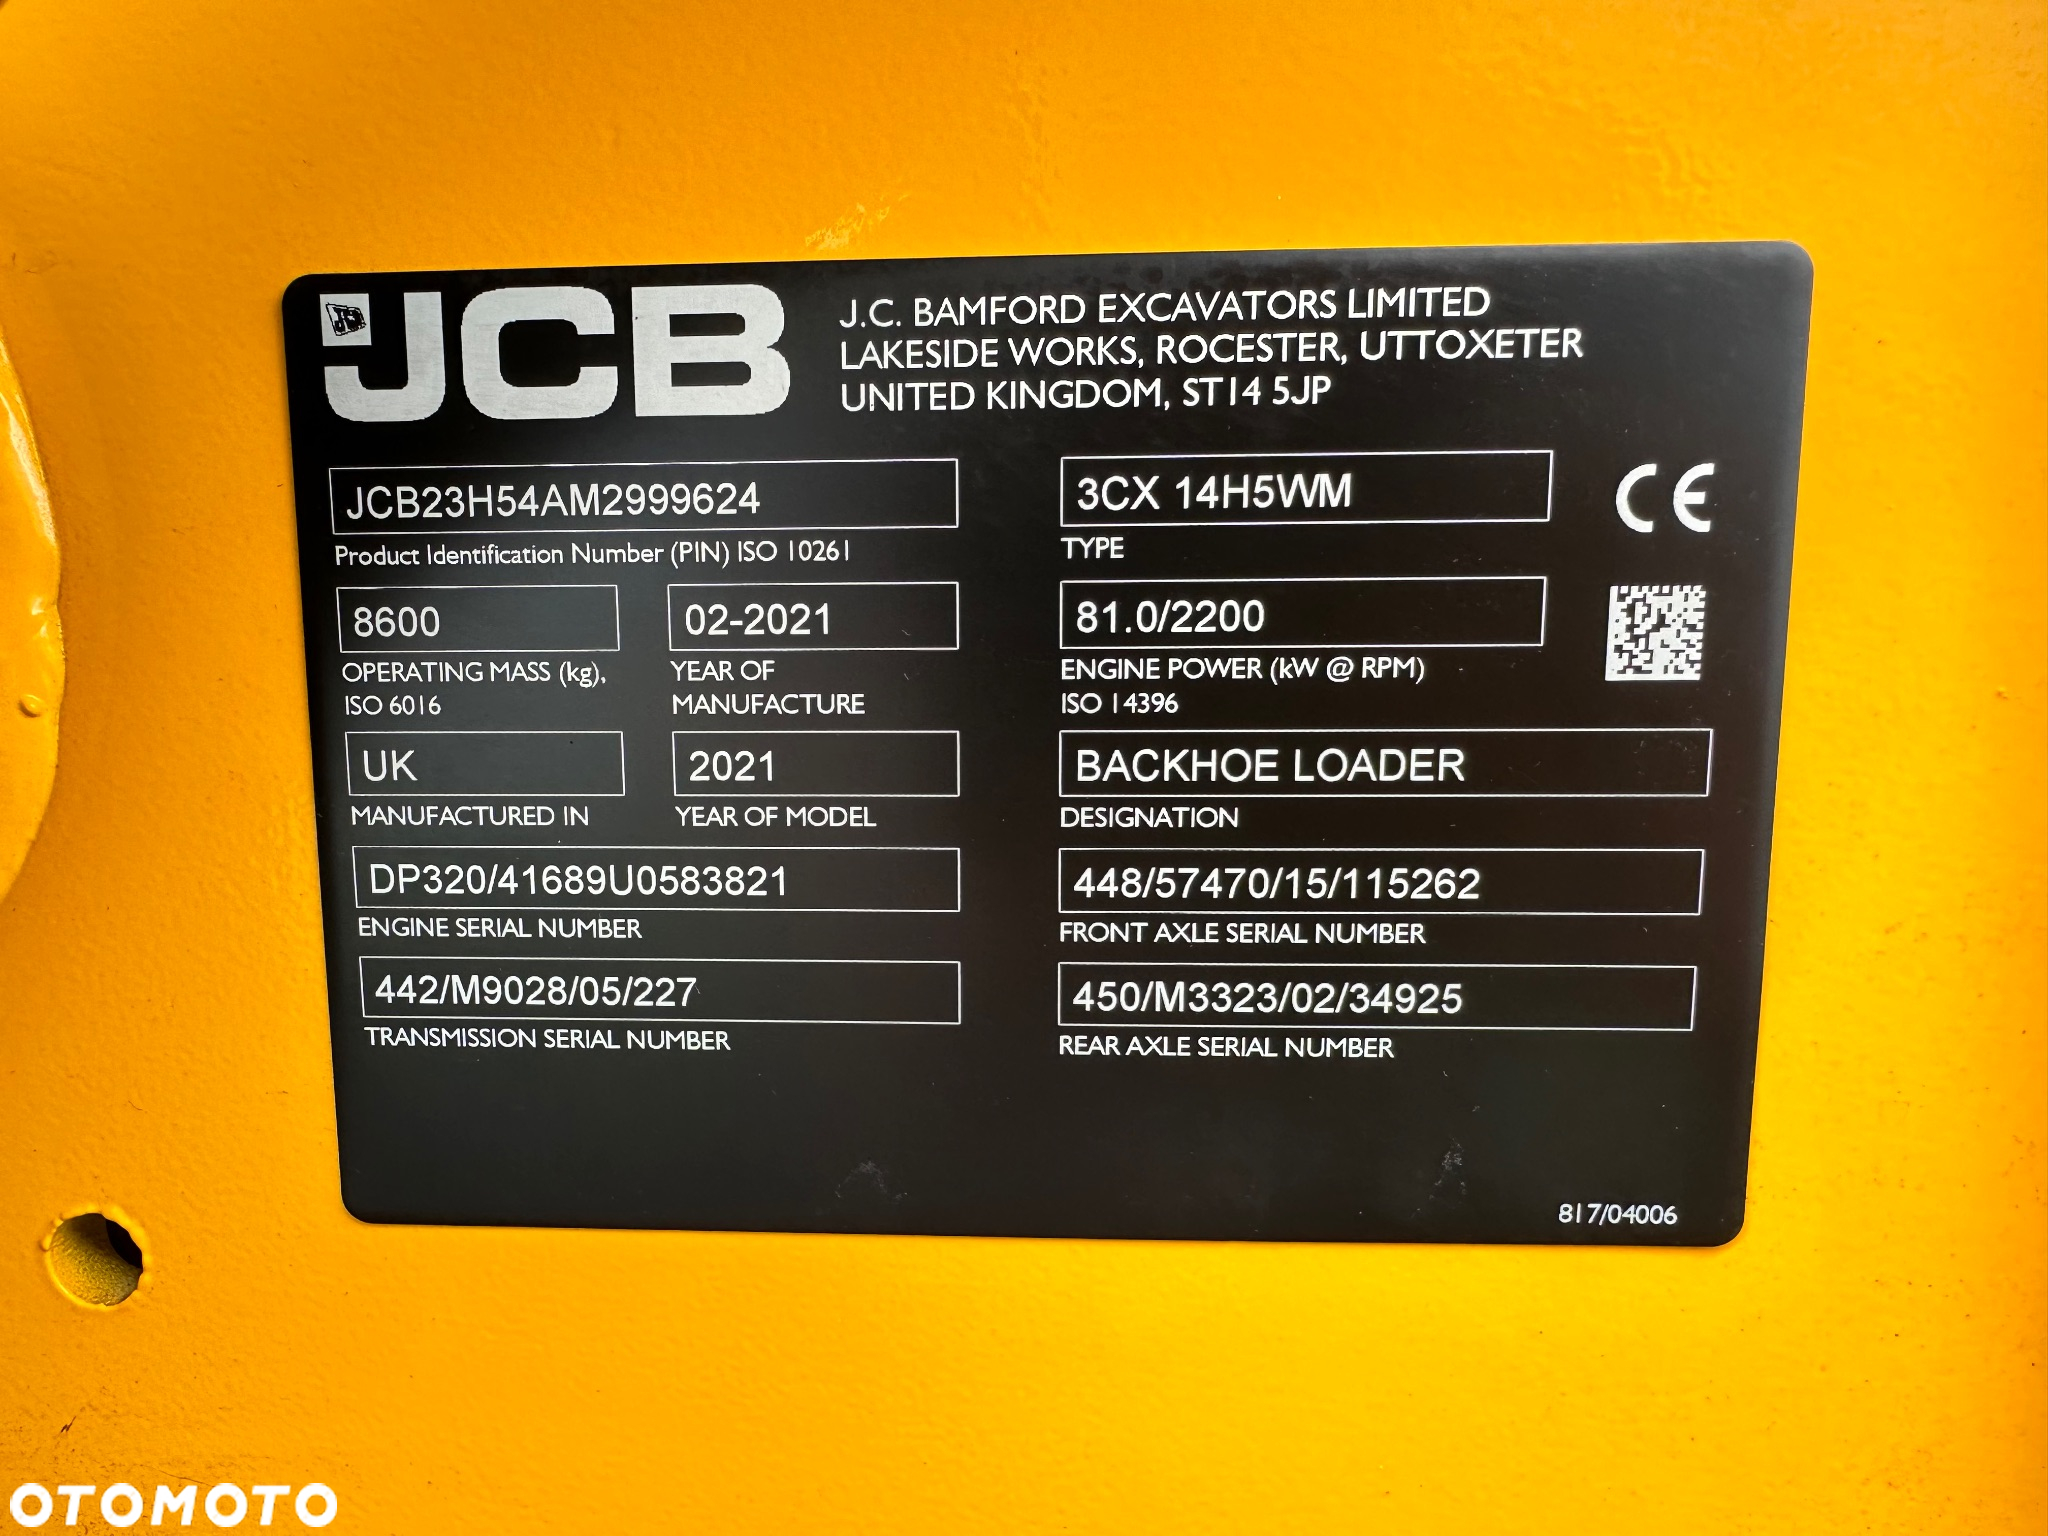 JCB
J.C. BAMFORD EXCAVATORS LIMITED
LAKESIDE WORKS, ROCESTER, UTTOXETER
UNITED KINGDOM, ST14 5JP
JCB23H54AM2999624
Product Identification Number (PIN) ISO 10261
3CX 14H5WM
TYPE
CE
8600
OPERATING MASS (kg),
ISO 6016
02-2021
YEAR OF
MANUFACTURE
81.0/2200
ENGINE POWER (kW @ RPM)
ISO 14396
UK
MANUFACTURED IN
2021
YEAR OF MODEL
BACKHOE LOADER
DESIGNATION
DP320/41689U0583821
ENGINE SERIAL NUMBER
448/57470/15/115262
FRONT AXLE SERIAL NUMBER
442/M9028/05/227
TRANSMISSION SERIAL NUMBER
450/M3323/02/34925
REAR AXLE SERIAL NUMBER
817/04006
OTOMOTO